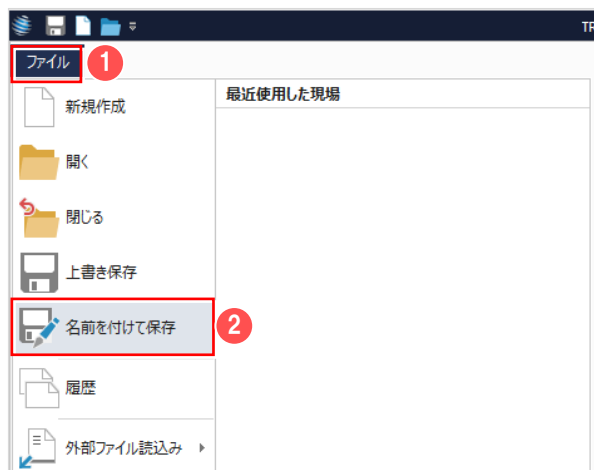 TR
ファイル
1
最近使用した現場
新規作成
開く
閉じる
上書き保存
名前を付けて保存
2
履歴
外部ファイル読込み